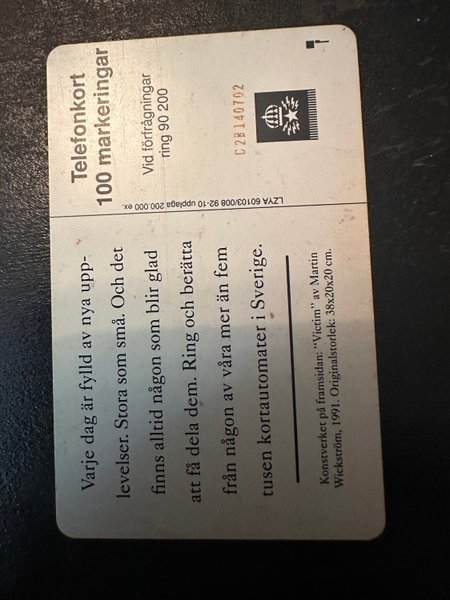 Telefonkort
100 markeringar
Vid förfrågningar
ring 90 200
C2B140702
LZYA 60103/008 92-10 upplaga 200.000 ex.
Varje dag är fylld av nya upp-
levelser. Stora som små. Och det
finns alltid någon som blir glad
att få dela dem. Ring och berätta
från någon av våra mer än fem
tusen kortautomater i Sverige.
Konstverket på framsidan: "Victim" av Martin
Wickström, 1991. Originalstorlek: 38x20x20 cm.